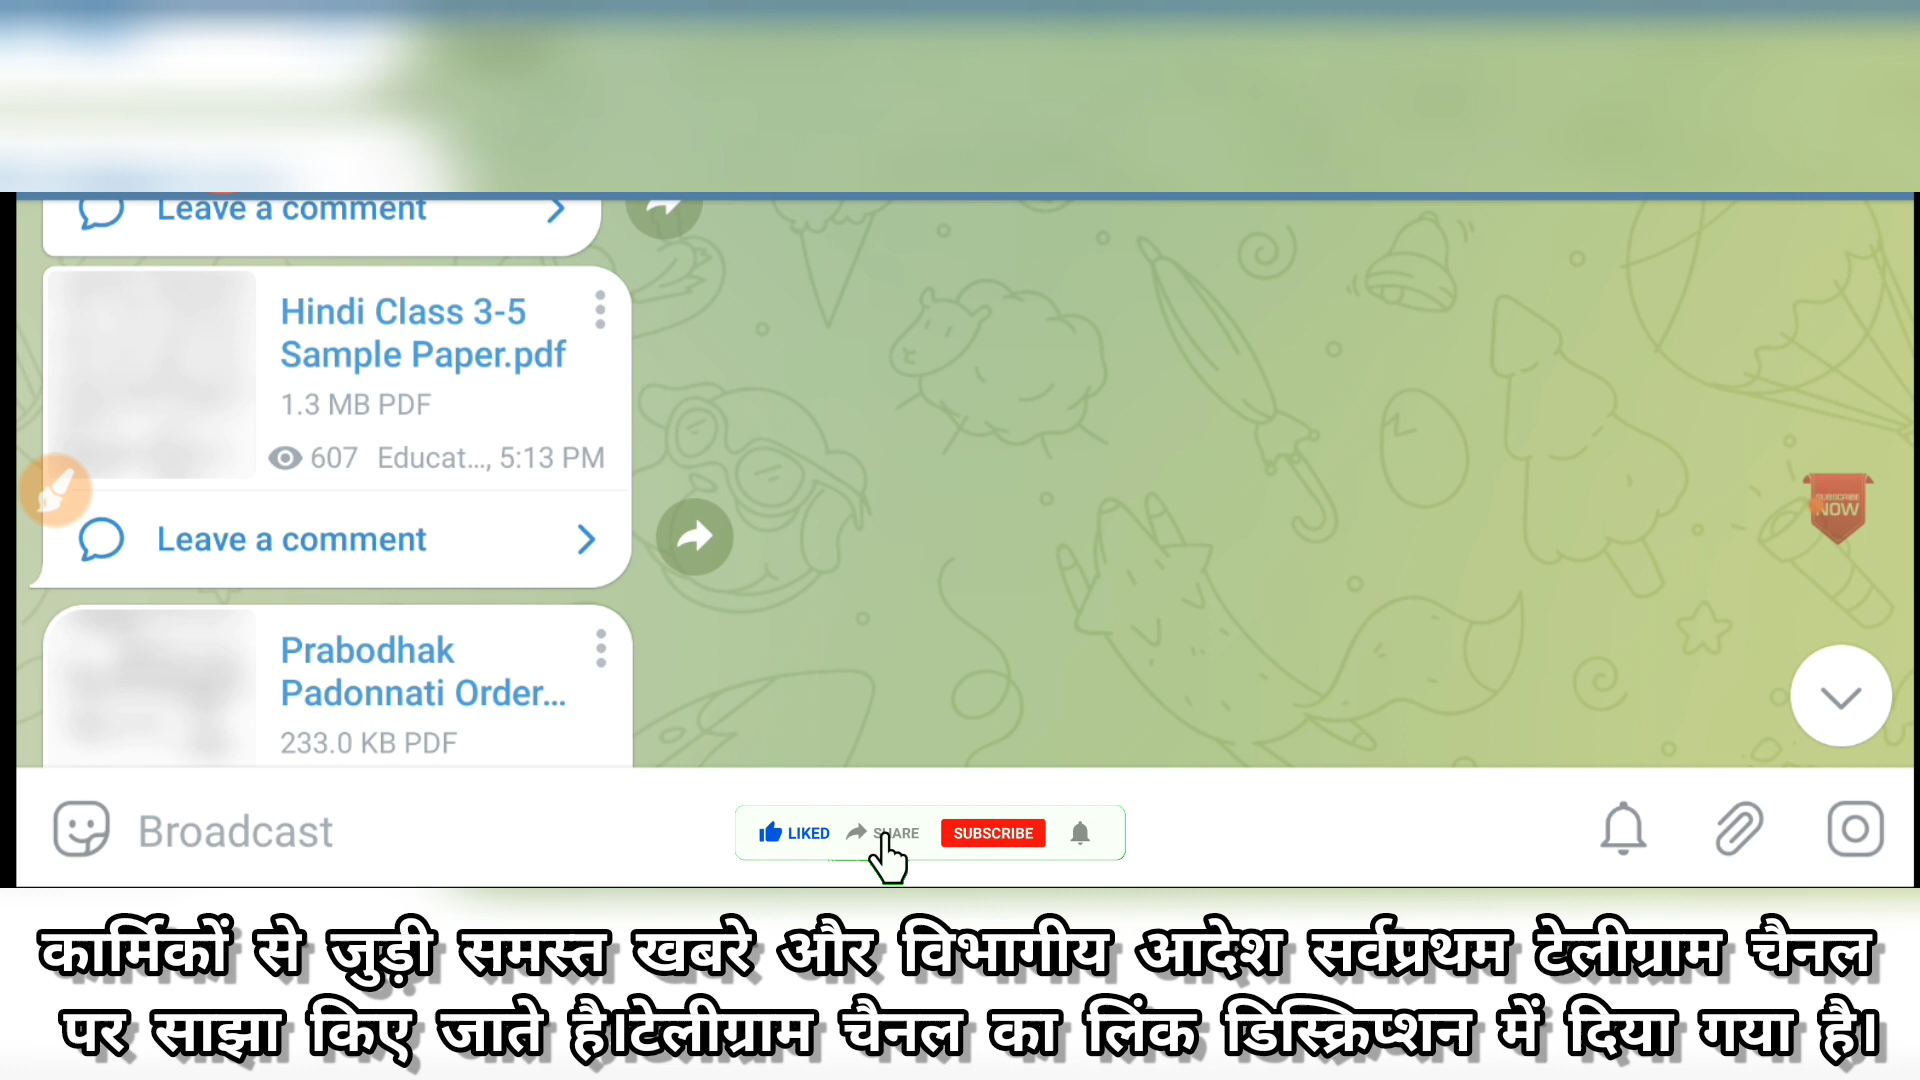 Leave a comment
Hindi Class 3-5
Sample Paper.pdf
1.3 MB PDF
607 Educat..., 5:13 PM
Leave a comment
SUBSCRIBE
NOW
Prabodhak
Padonnati Order...
233.0 KB PDF
Broadcast
LIKED SHARE SUBSCRIBE
कार्मिकों से जुड़ी समस्त खबरे और विभागीय आदेश सर्वप्रथम टेलीग्राम चैनल
पर साझा किए जाते है।टेलीग्राम चैनल का लिंक डिस्क्रिप्शन में दिया गया है।